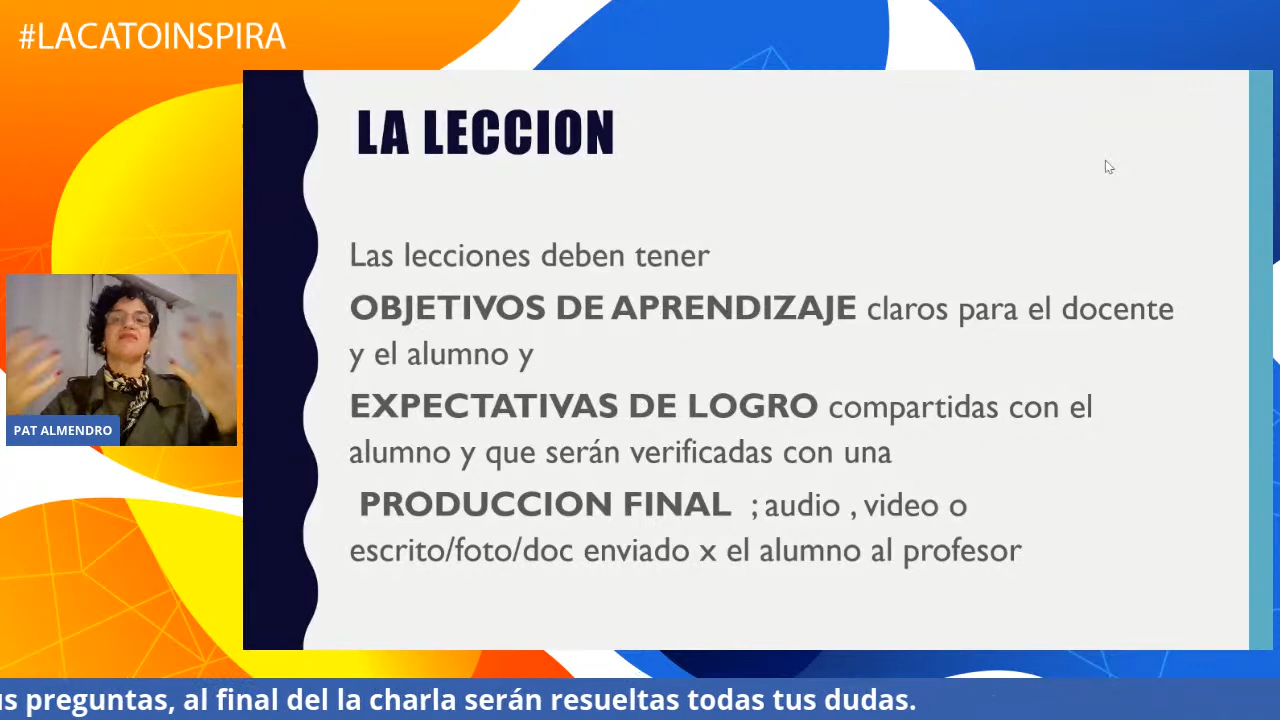 #LACATOINSPIRA
LA LECCION
Las lecciones deben tener
OBJETIVOS DE APRENDIZAJE claros para el docente
y el alumno y
EXPECTATIVAS DE LOGRO compartidas con el
alumno y que serán verificadas con una
PRODUCCION FINAL ; audio , video o
escrito/foto/doc enviado x el alumno al profesor
PAT ALMENDRO
preguntas, al final del la charla serán resueltas todas tus dudas.